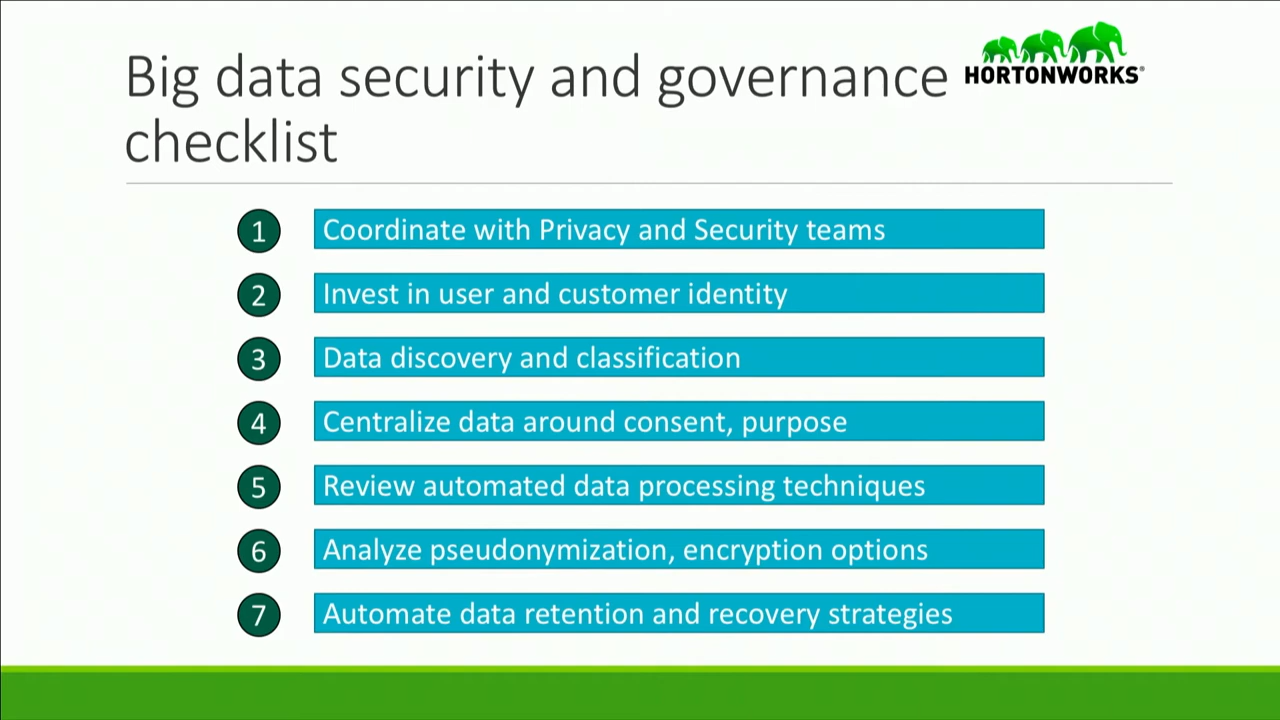 Big data security and governance
checklist
HORTONWORKS®
1 Coordinate with Privacy and Security teams
2 Invest in user and customer identity
3 Data discovery and classification
4 Centralize data around consent, purpose
5 Review automated data processing techniques
6 Analyze pseudonymization, encryption options
7 Automate data retention and recovery strategies